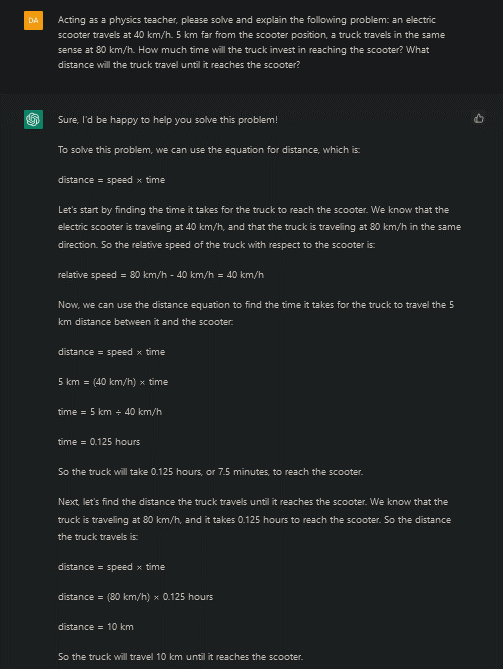 DA
Acting as a physics teacher, please solve and explain the following problem: an electric
scooter travels at 40 km/h. 5 km far from the scooter position, a truck travels in the same
sense at 80 km/h. How much time will the truck invest in reaching the scooter? What
distance will the truck travel until it reaches the scooter?
Sure, I'd be happy to help you solve this problem!
To solve this problem, we can use the equation for distance, which is:
distance = speed × time
Let's start by finding the time it takes for the truck to reach the scooter. We know that the
electric scooter is traveling at 40 km/h, and that the truck is traveling at 80 km/h in the same
direction. So the relative speed of the truck with respect to the scooter is:
relative speed = 80 km/h - 40 km/h = 40 km/h
Now, we can use the distance equation to find the time it takes for the truck to travel the 5
km distance between it and the scooter:
distance = speed × time
5 km = (40 km/h) × time
time = 5 km ÷ 40 km/h
time = 0.125 hours
So the truck will take 0.125 hours, or 7.5 minutes, to reach the scooter.
Next, let's find the distance the truck travels until it reaches the scooter. We know that the
truck is traveling at 80 km/h, and it takes 0.125 hours to reach the scooter. So the distance
the truck travels is:
distance = speed × time
distance = (80 km/h) × 0.125 hours
distance = 10 km
So the truck will travel 10 km until it reaches the scooter.